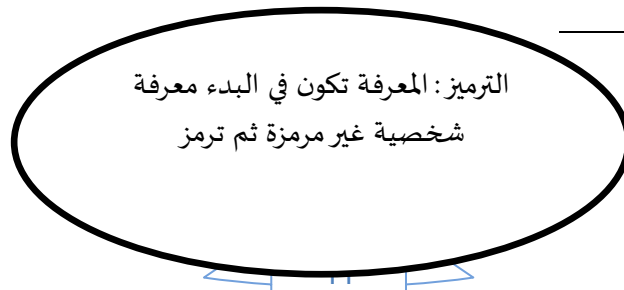 الترميز : المعرفة تكون في البدء معرفة
شخصية غير مرمزة ثم ترمز